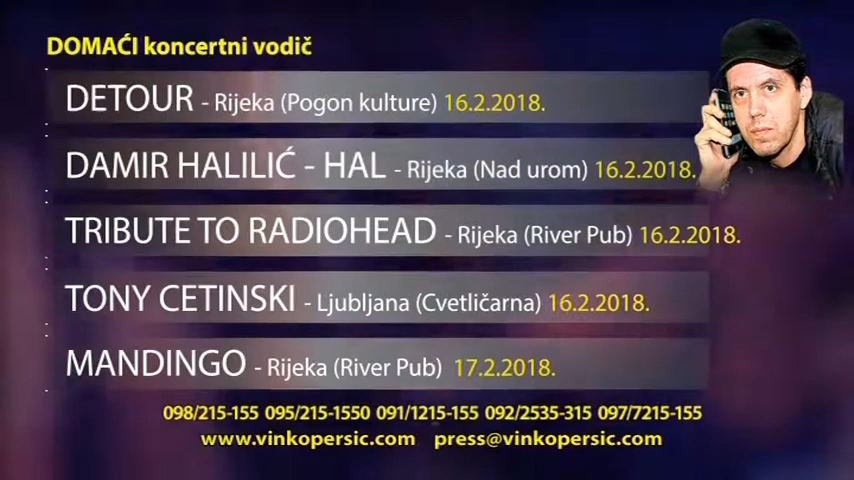 DOMAĆI koncertni vodič
DETOUR - Rijeka (Pogon kulture) 16.2.2018.
DAMIR HALILIĆ - HAL - Rijeka (Nad urom) 16.2.2018.
TRIBUTE TO RADIOHEAD - Rijeka (River Pub) 16.2.2018.
TONY CETINSKI - Ljubljana (Cvetličarna) 16.2.2018.
MANDINGO - Rijeka (River Pub) 17.2.2018.
098/215-155 095/215-1550 091/1215-155 092/2535-315 097/7215-155
www.vinkopersic.com press@vinkopersic.com